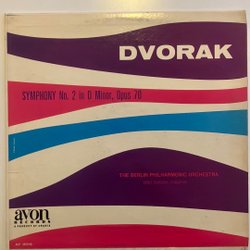 DVORAK
SYMPHONY No. 2 in D Minor, Opus 70
THE BERLIN PHILHARMONIC ORCHESTRA
avon
RECORDS